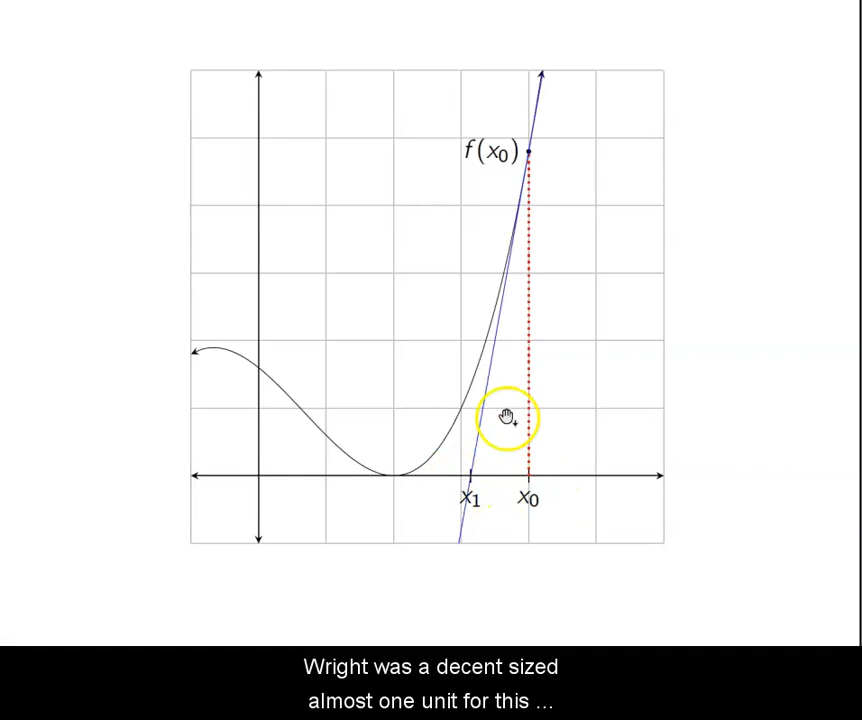 f(x₀)
x₁ x₀
Wright was a decent sized
almost one unit for this ...